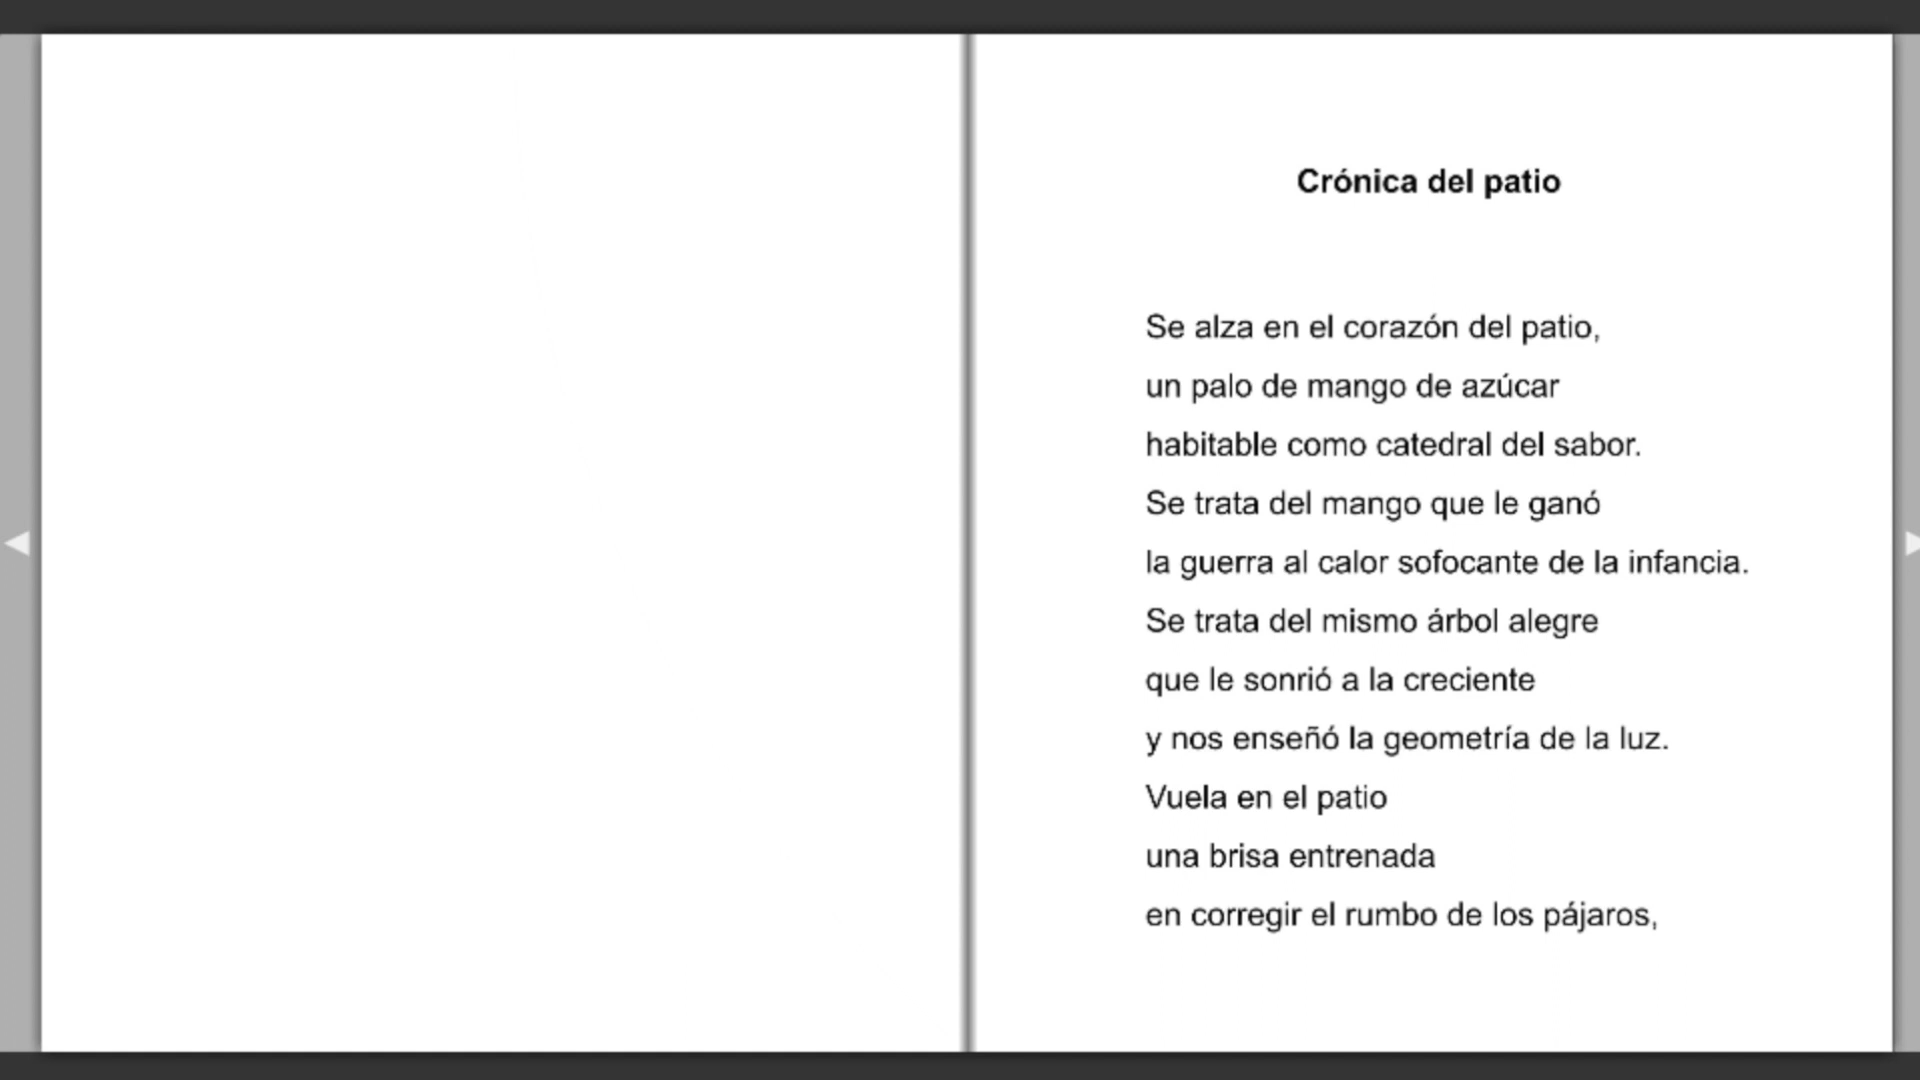 Crónica del patio
Se alza en el corazón del patio,
un palo de mango de azúcar
habitable como catedral del sabor.
Se trata del mango que le ganó
la guerra al calor sofocante de la infancia.
Se trata del mismo árbol alegre
que le sonrió a la creciente
y nos enseñó la geometría de la luz.
Vuela en el patio
una brisa entrenada
en corregir el rumbo de los pájaros,